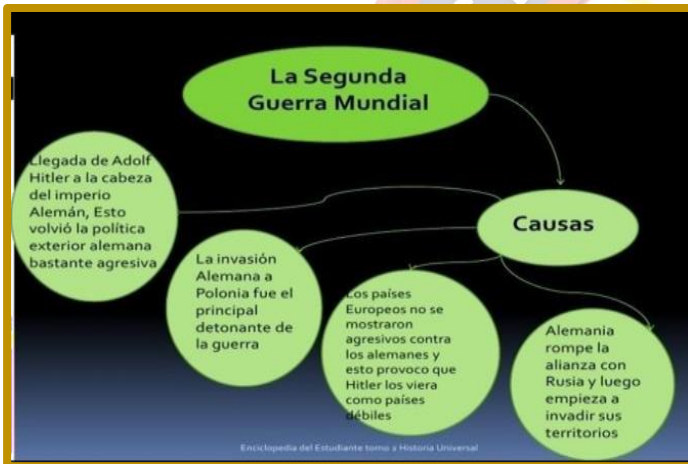 La Segunda
Guerra Mundial
Causas
Llegada de Adolf
Hitler a la cabeza
del imperio
Alemán, Esto
volvió la política
exterior alemana
bastante agresiva
La invasión
Alemana a
Polonia fue el
principal
detonante de
la guerra
Los países
Europeos no se
mostraron
agresivos contra
los alemanes y
esto provoco que
Hitler los viera
como países
débiles
Alemania
rompe la
alianza con
Rusia y luego
empieza a
invadir sus
territorios
Enciclopedia del Estudiante tomo 2 Historia Universal